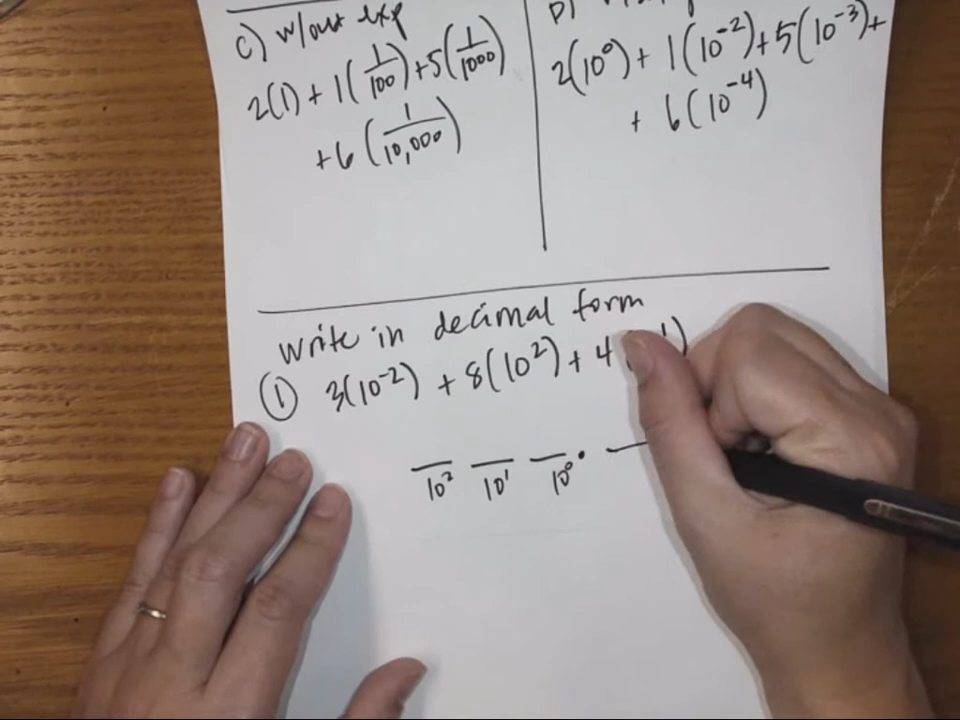 c) w/out exp
D)
2(1) + 1(1/100) + 5(1/1000)
+ 6(1/10,000)
2(10⁰) + 1(10⁻²) + 5(10⁻³) +
+ 6(10⁻⁴)
write in decimal form
① 3(10⁻²) + 8(10²) + 4
10² 10¹ 10⁰ .